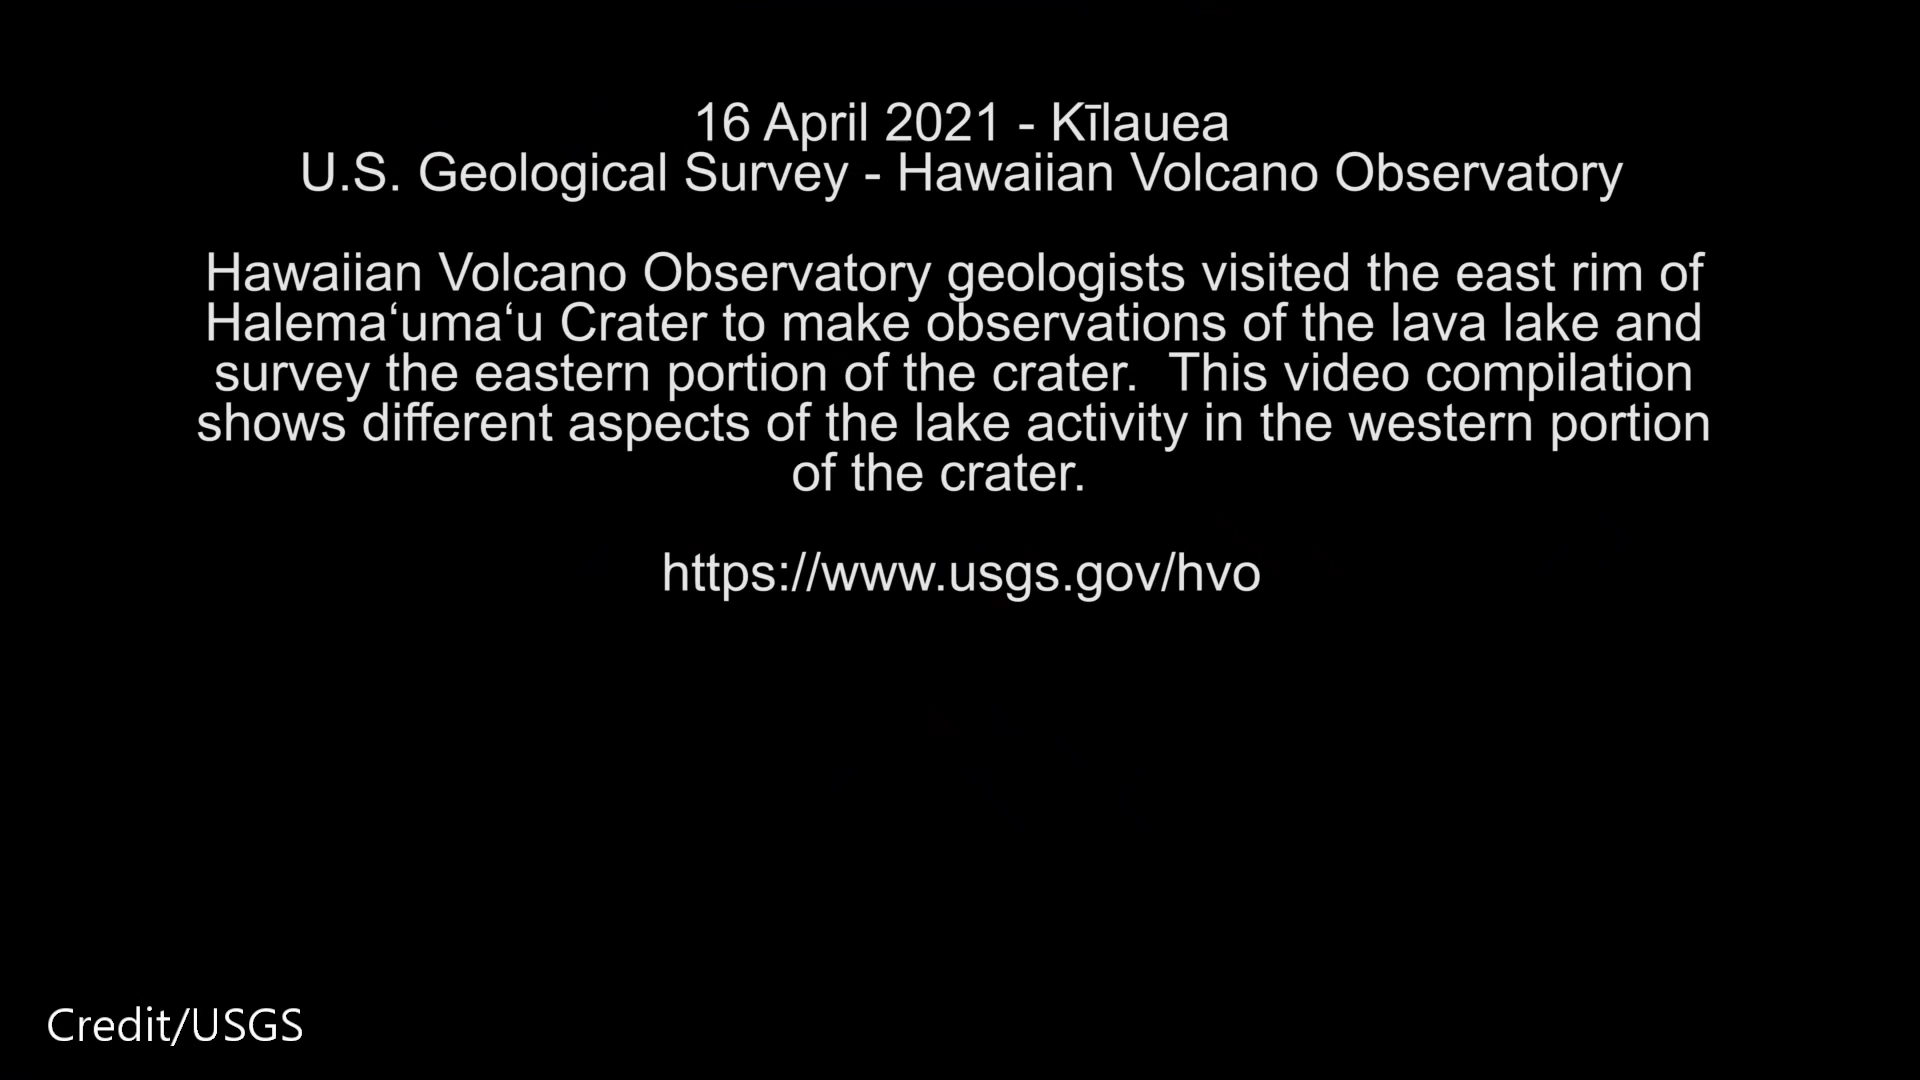 16 April 2021 - Kīlauea
U.S. Geological Survey - Hawaiian Volcano Observatory
Hawaiian Volcano Observatory geologists visited the east rim of
Halema‘uma‘u Crater to make observations of the lava lake and
survey the eastern portion of the crater.  This video compilation
shows different aspects of the lake activity in the western portion
of the crater.
https://www.usgs.gov/hvo
Credit/USGS